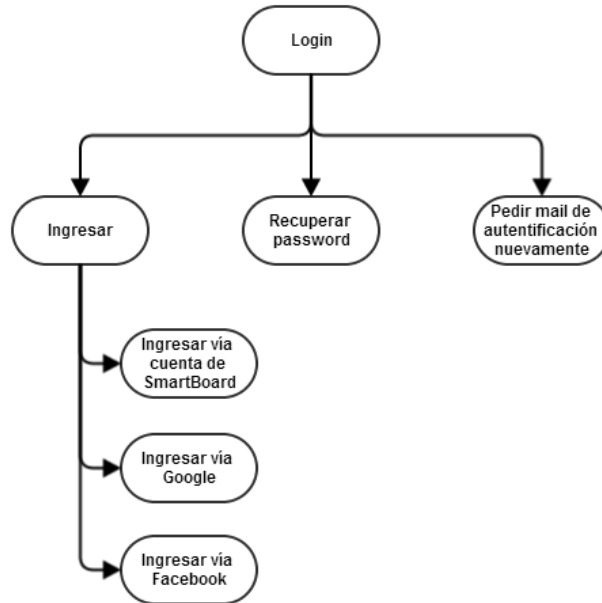 Login
Ingresar
Recuperar
password
Pedir mail de
autentificación
nuevamente
Ingresar vía
cuenta de
SmartBoard
Ingresar vía
Google
Ingresar vía
Facebook